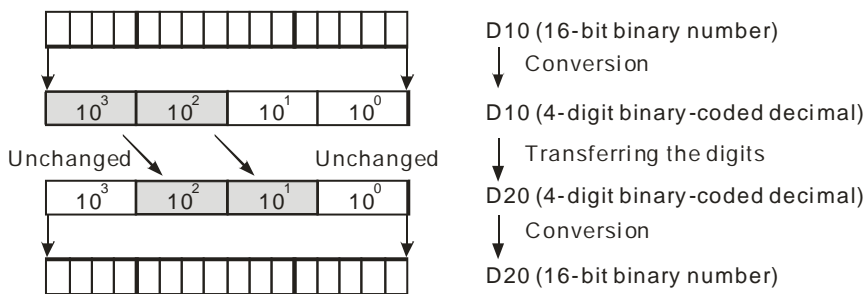 D10 (16-bit binary number)
Conversion
10³ 10² 10¹ 10⁰
D10 (4-digit binary-coded decimal)
Unchanged Unchanged
Transferring the digits
10³ 10² 10¹ 10⁰
D20 (4-digit binary-coded decimal)
Conversion
D20 (16-bit binary number)